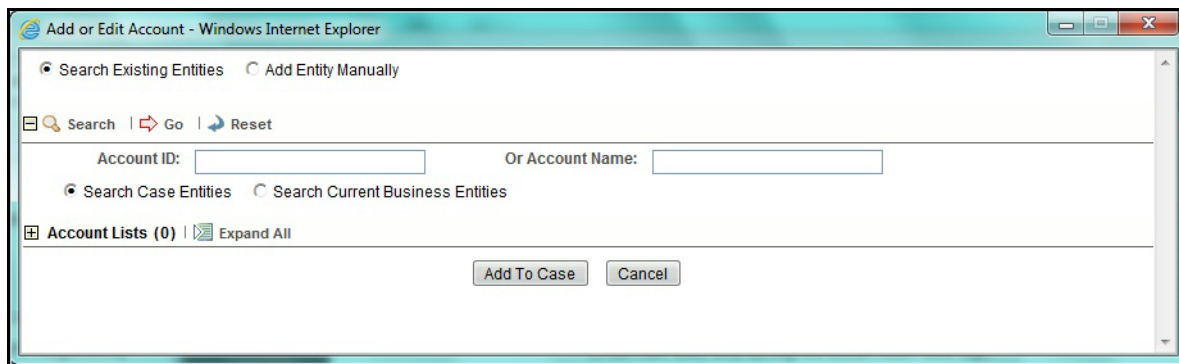 Add or Edit Account - Windows Internet Explorer
Search Existing Entities Add Entity Manually
Search | Go | Reset
Account ID: Or Account Name:
Search Case Entities Search Current Business Entities
Account Lists (0) | Expand All
Add To Case Cancel